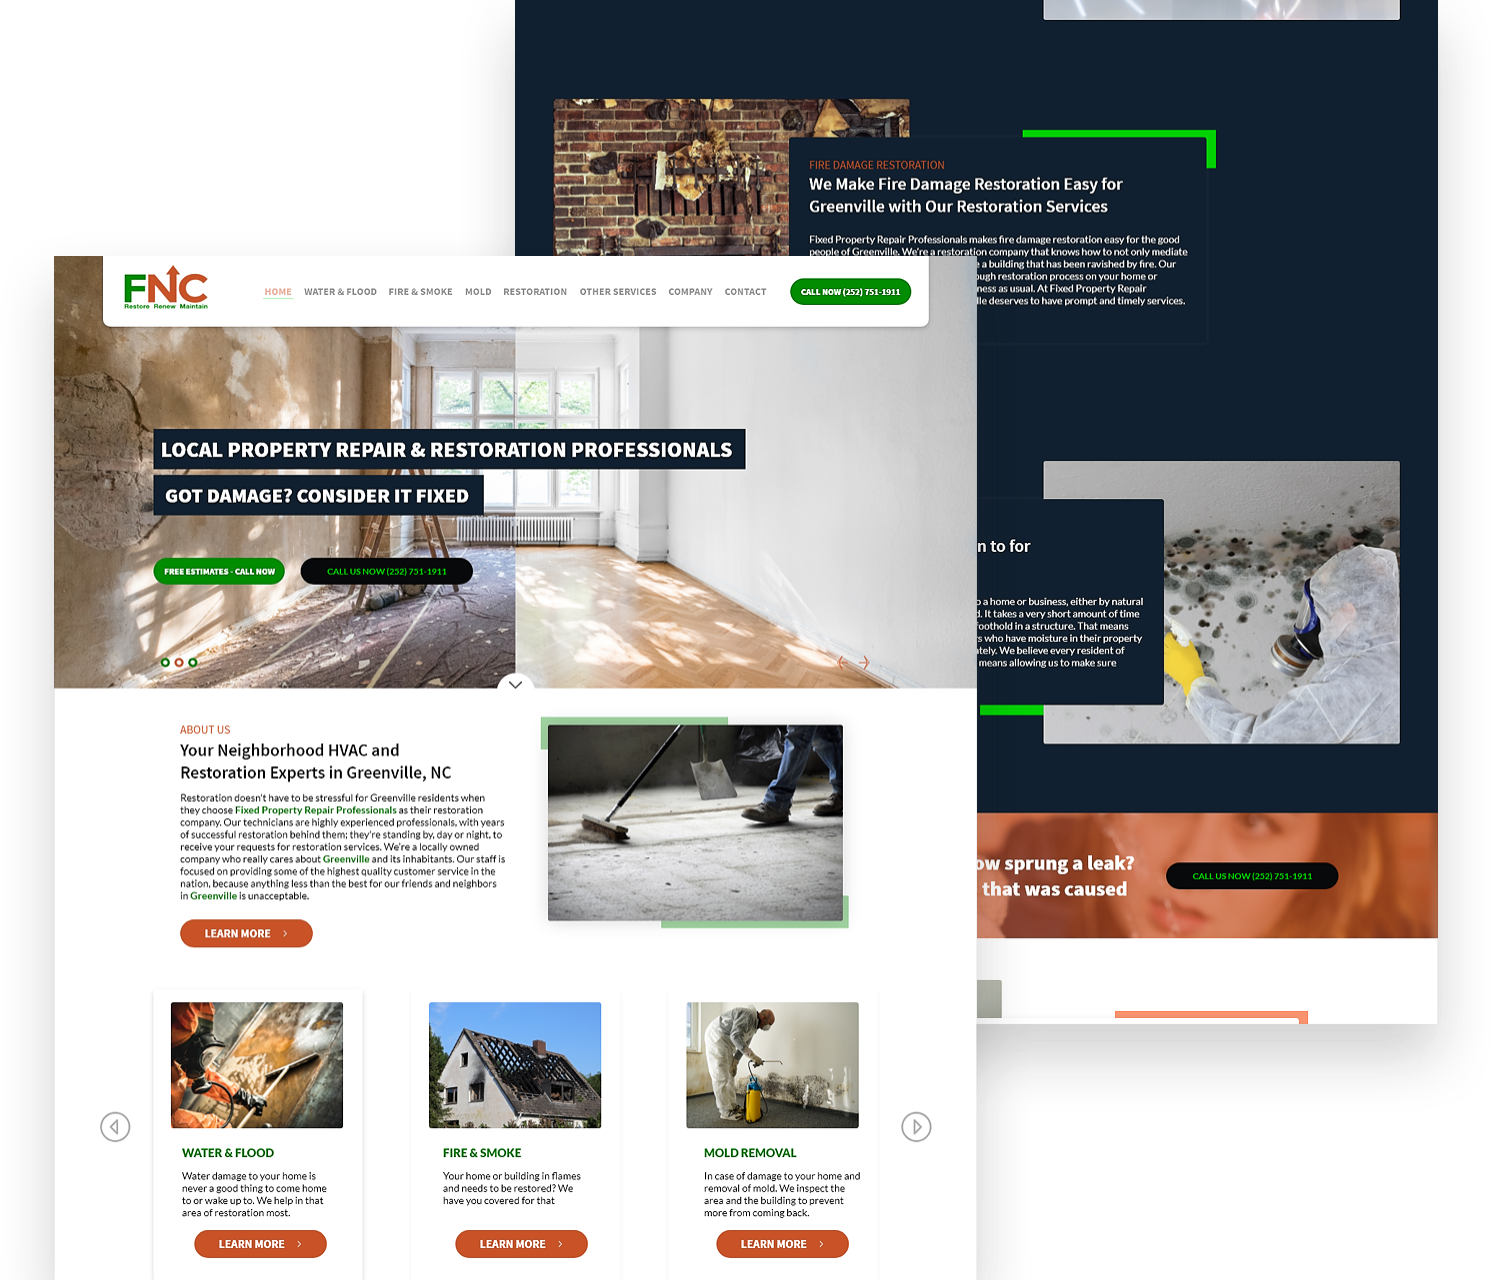 FNC
Restore Renew Maintain
HOME WATER & FLOOD FIRE & SMOKE MOLD RESTORATION OTHER SERVICES COMPANY CONTACT
CALL NOW (252) 751-1911
LOCAL PROPERTY REPAIR & RESTORATION PROFESSIONALS
GOT DAMAGE? CONSIDER IT FIXED
FREE ESTIMATES - CALL NOW
CALL US NOW (252) 751-1911
ABOUT US
Your Neighborhood HVAC and
Restoration Experts in Greenville, NC
Restoration doesn't have to be stressful for Greenville residents when
they choose Fixed Property Repair Professionals as their restoration
company. Our technicians are highly experienced professionals, with years
of successful restoration behind them; they're standing by, day or night, to
receive your requests for restoration services. We're a locally owned
company who really cares about Greenville and its inhabitants. Our staff is
focused on providing some of the highest quality customer service in the
nation, because anything less than the best for our friends and neighbors
in Greenville is unacceptable.
LEARN MORE
WATER & FLOOD
Water damage to your home is
never a good thing to come home
to or wake up to. We help in that
area of restoration most.
LEARN MORE
FIRE & SMOKE
Your home or building in flames
and needs to be restored? We
have you covered for that
LEARN MORE
MOLD REMOVAL
In case of damage to your home and
removal of mold. We inspect the
area and the building to prevent
more from coming back.
LEARN MORE
FIRE DAMAGE RESTORATION
We Make Fire Damage Restoration Easy for
Greenville with Our Restoration Services
Fixed Property Repair Professionals makes fire damage restoration easy for the good
people of Greenville. We're a restoration company that knows how to not only mediate
a building that has been ravished by fire. Our
ough restoration process on your home or
ness as usual. At Fixed Property Repair
lle deserves to have prompt and timely services.
n to for
o a home or business, either by natural
d. It takes a very short amount of time
foothold in a structure. That means
s who have moisture in their property
ately. We believe every resident of
means allowing us to make sure
ow sprung a leak?
that was caused
CALL US NOW (252) 751-1911